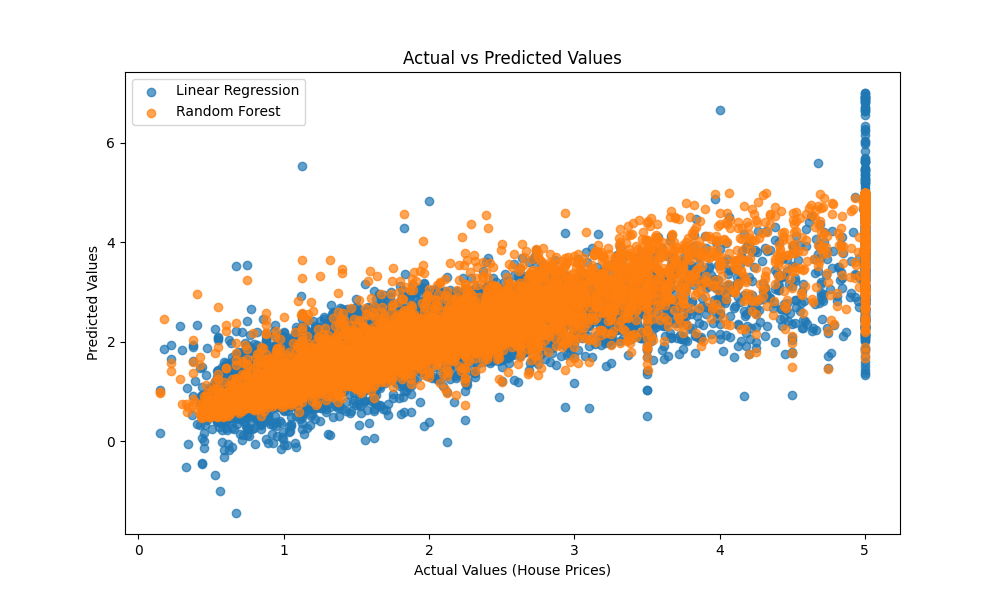 Actual vs Predicted Values
Linear Regression
Random Forest
Predicted Values
6
4
2
0
0 1 2 3 4 5
Actual Values (House Prices)